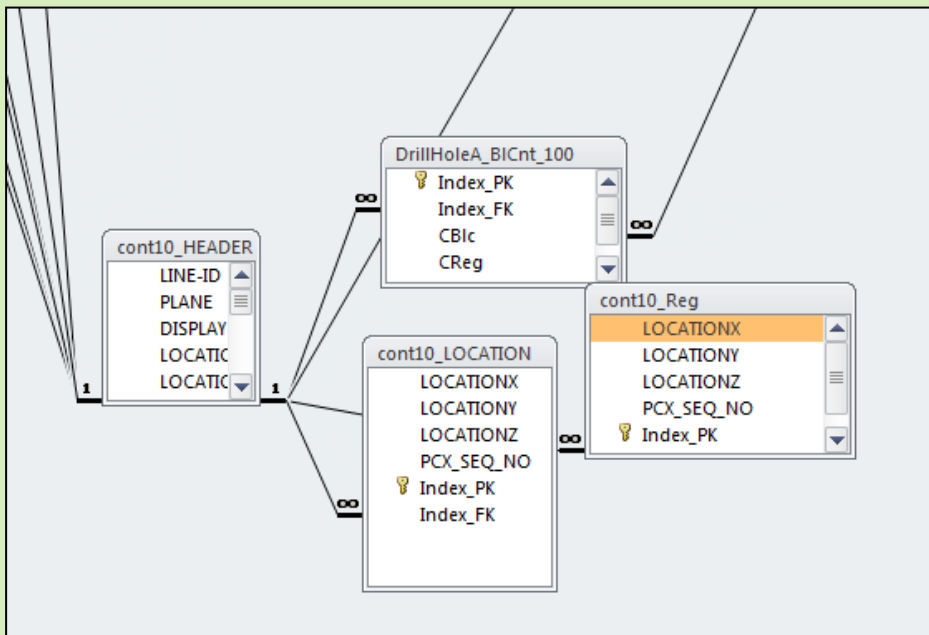 DrillHoleA_BlCnt_100
Index_PK
Index_FK
CBlc
CReg
∞
∞
cont10_HEADER
LINE-ID
PLANE
DISPLAY
LOCATIC
LOCATIC
1
1
cont10_Reg
LOCATIONX
LOCATIONY
LOCATIONZ
PCX_SEQ_NO
Index_PK
∞
cont10_LOCATION
LOCATIONX
LOCATIONY
LOCATIONZ
PCX_SEQ_NO
Index_PK
Index_FK
∞